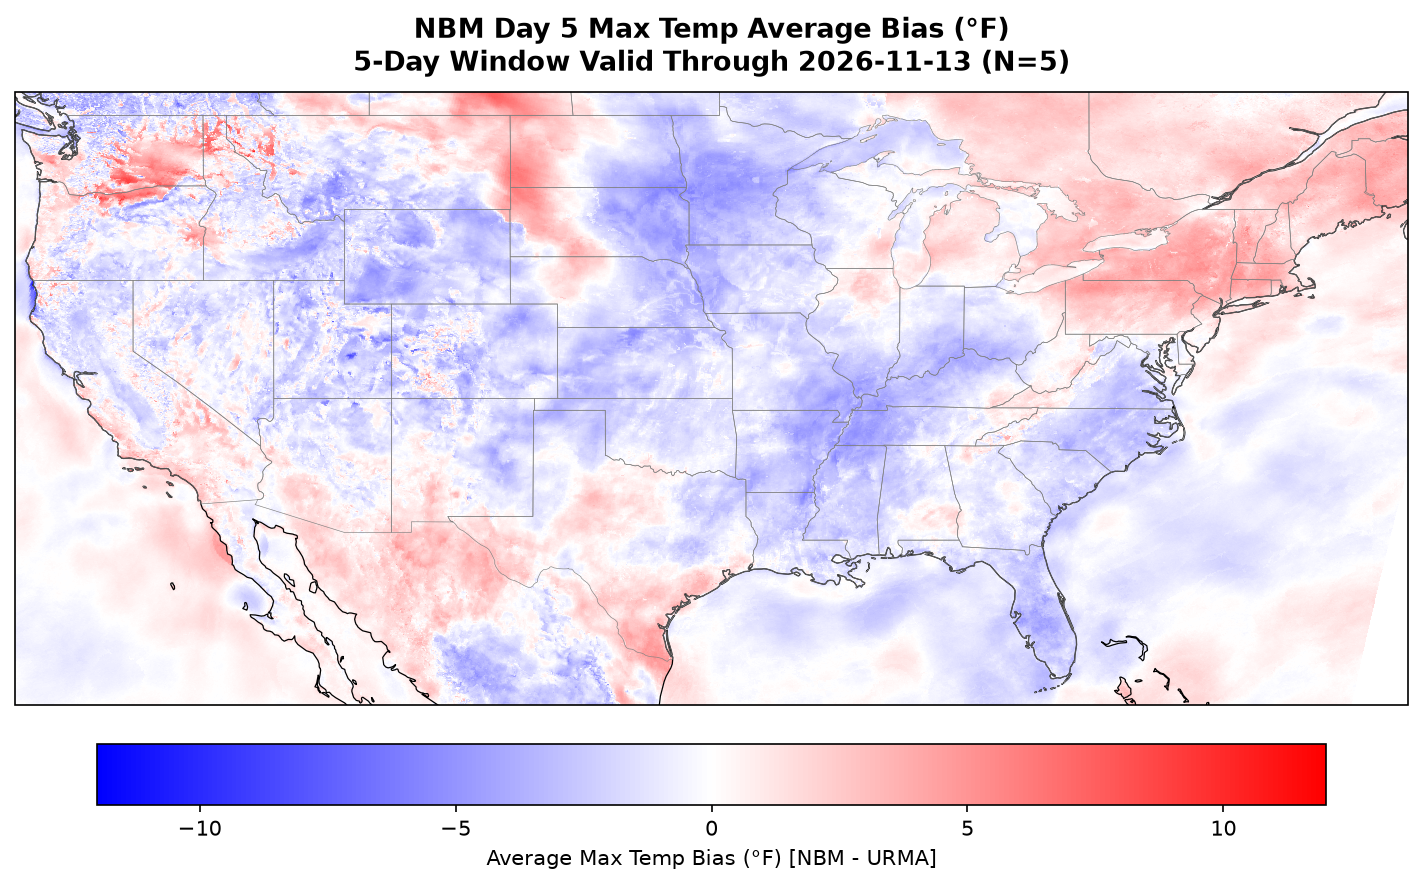 NBM Day 5 Max Temp Average Bias (°F)
5-Day Window Valid Through 2026-11-13 (N=5)
−10 −5 0 5 10
Average Max Temp Bias (°F) [NBM - URMA]